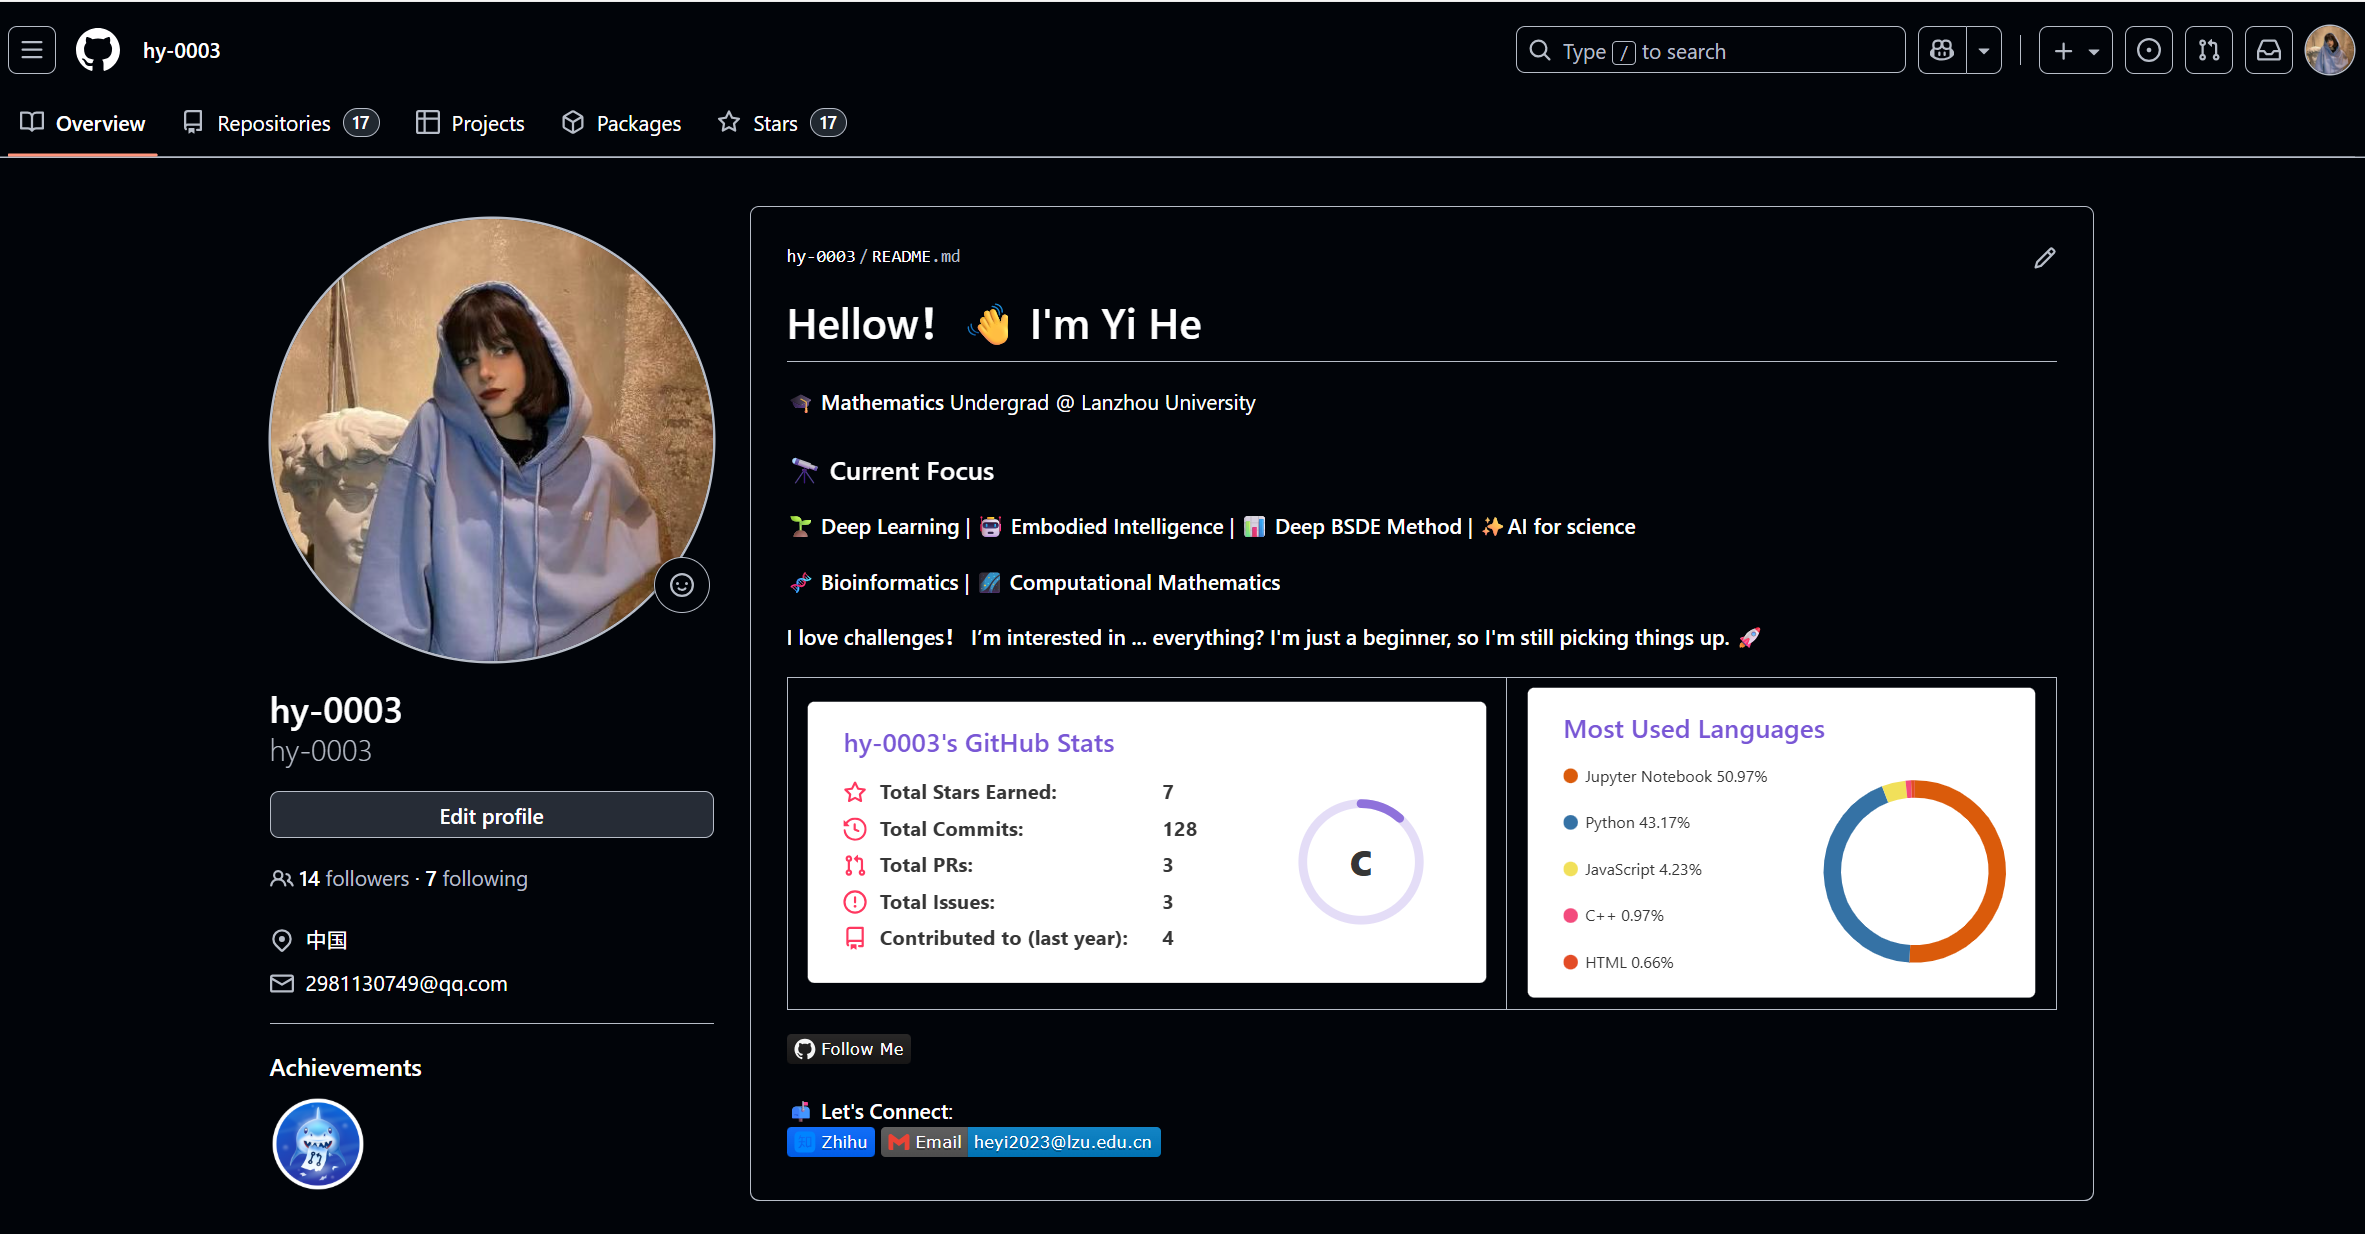 hy-0003
Type / to search
Overview
Repositories 17
Projects
Packages
Stars 17
hy-0003
hy-0003
Edit profile
14 followers · 7 following
中国
2981130749@qq.com
Achievements
hy-0003/README.md
Hellow！ 👋 I'm Yi He
🎓 Mathematics Undergrad @ Lanzhou University
🔭 Current Focus
🌱 Deep Learning | 🤖 Embodied Intelligence | 📊 Deep BSDE Method | ✨AI for science
🧬 Bioinformatics | 🌌 Computational Mathematics
I love challenges！ I’m interested in ... everything? I'm just a beginner, so I'm still picking things up. 🚀
hy-0003's GitHub Stats
Total Stars Earned: 7
Total Commits: 128
Total PRs: 3
Total Issues: 3
Contributed to (last year): 4
C
Most Used Languages
Jupyter Notebook 50.97%
Python 43.17%
JavaScript 4.23%
C++ 0.97%
HTML 0.66%
Follow Me
📫 Let's Connect:
知 Zhihu
Email heyi2023@lzu.edu.cn